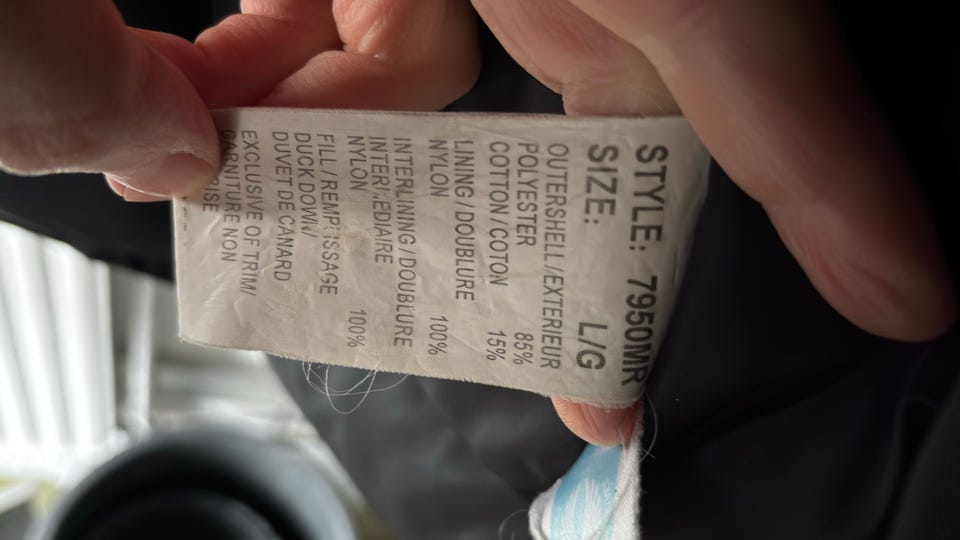 STYLE: 7950MR
SIZE: L/G
OUTERSHELL/EXTERIEUR
POLYESTER 85%
COTTON/COTON 15%
LINING/DOUBLURE
NYLON 100%
INTERLINING/DOUBLURE
INTERMEDIAIRE
NYLON 100%
FILL/REMPISSAGE
DUCK DOWN/
DUVET DE CANARD
EXCLUSIVE OF TRIM/
GARNITURE NON